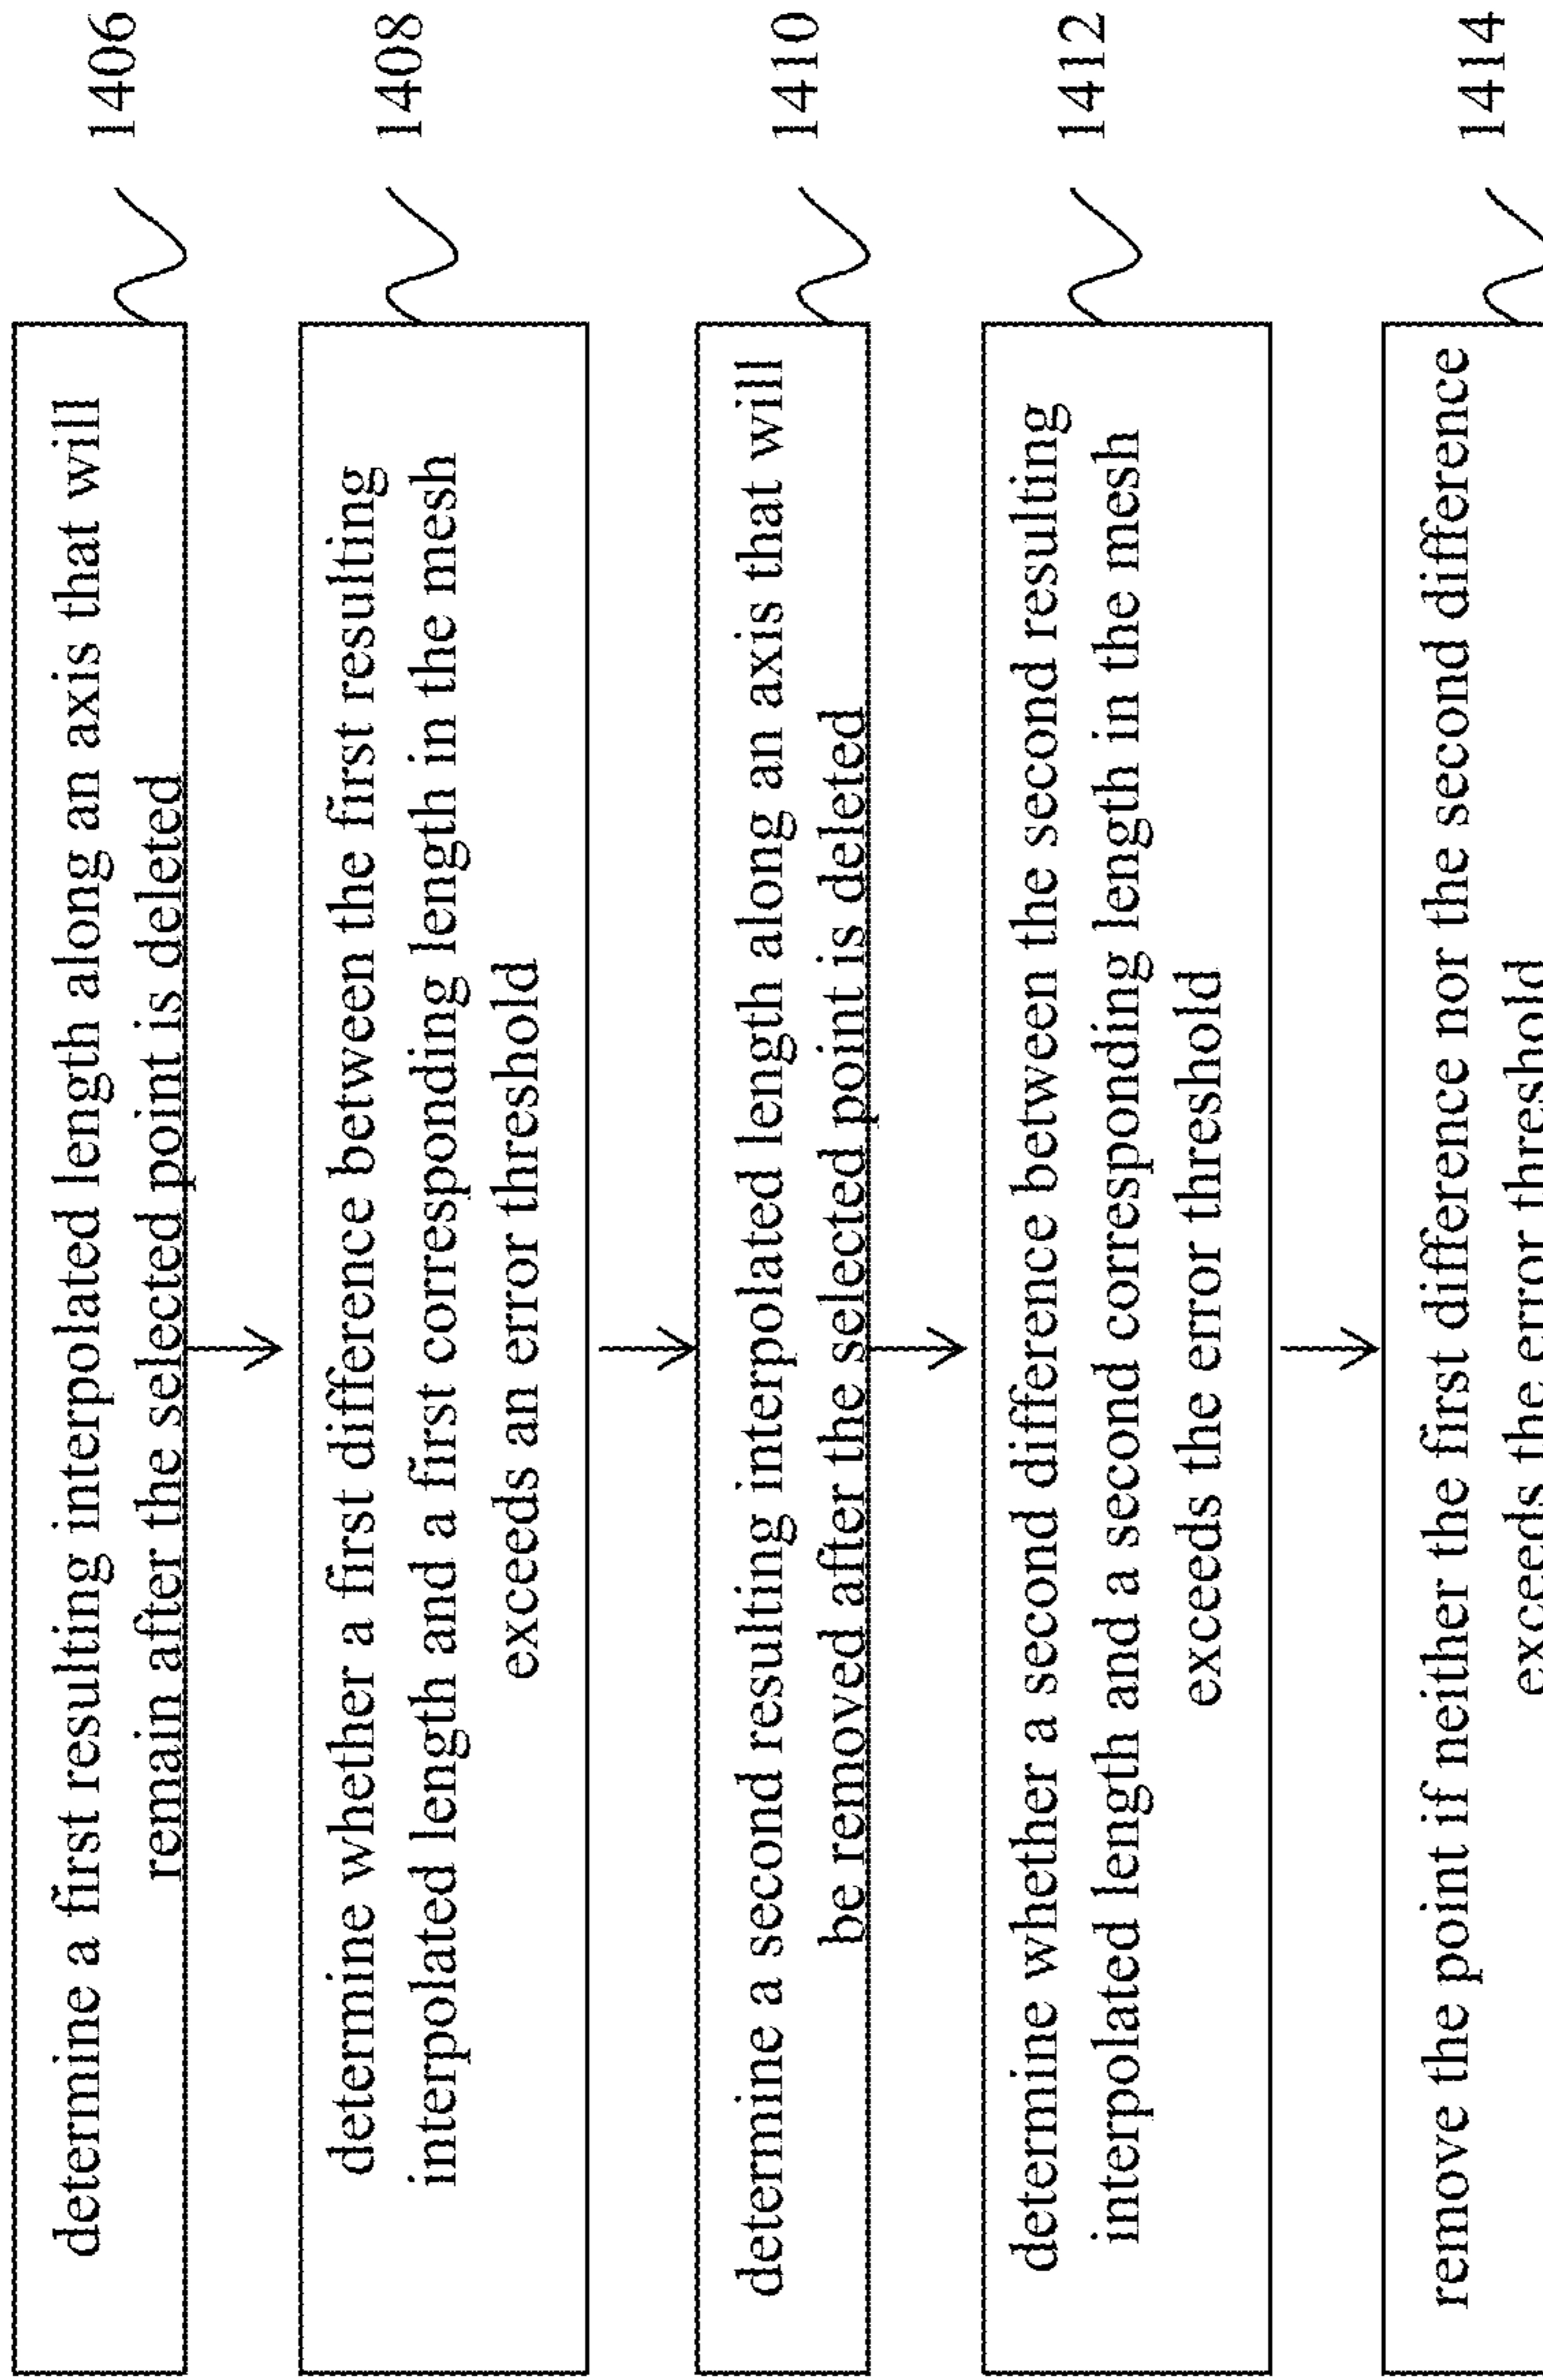 determine a first resulting interpolated length along an axis that will
remain after the selected point is deleted
1406
determine whether a first difference between the first resulting
interpolated length and a first corresponding length in the mesh
exceeds an error threshold
1408
determine a second resulting interpolated length along an axis that will
be removed after the selected point is deleted
1410
determine whether a second difference between the second resulting
interpolated length and a second corresponding length in the mesh
exceeds the error threshold
1412
remove the point if neither the first difference nor the second difference
exceeds the error threshold
1414